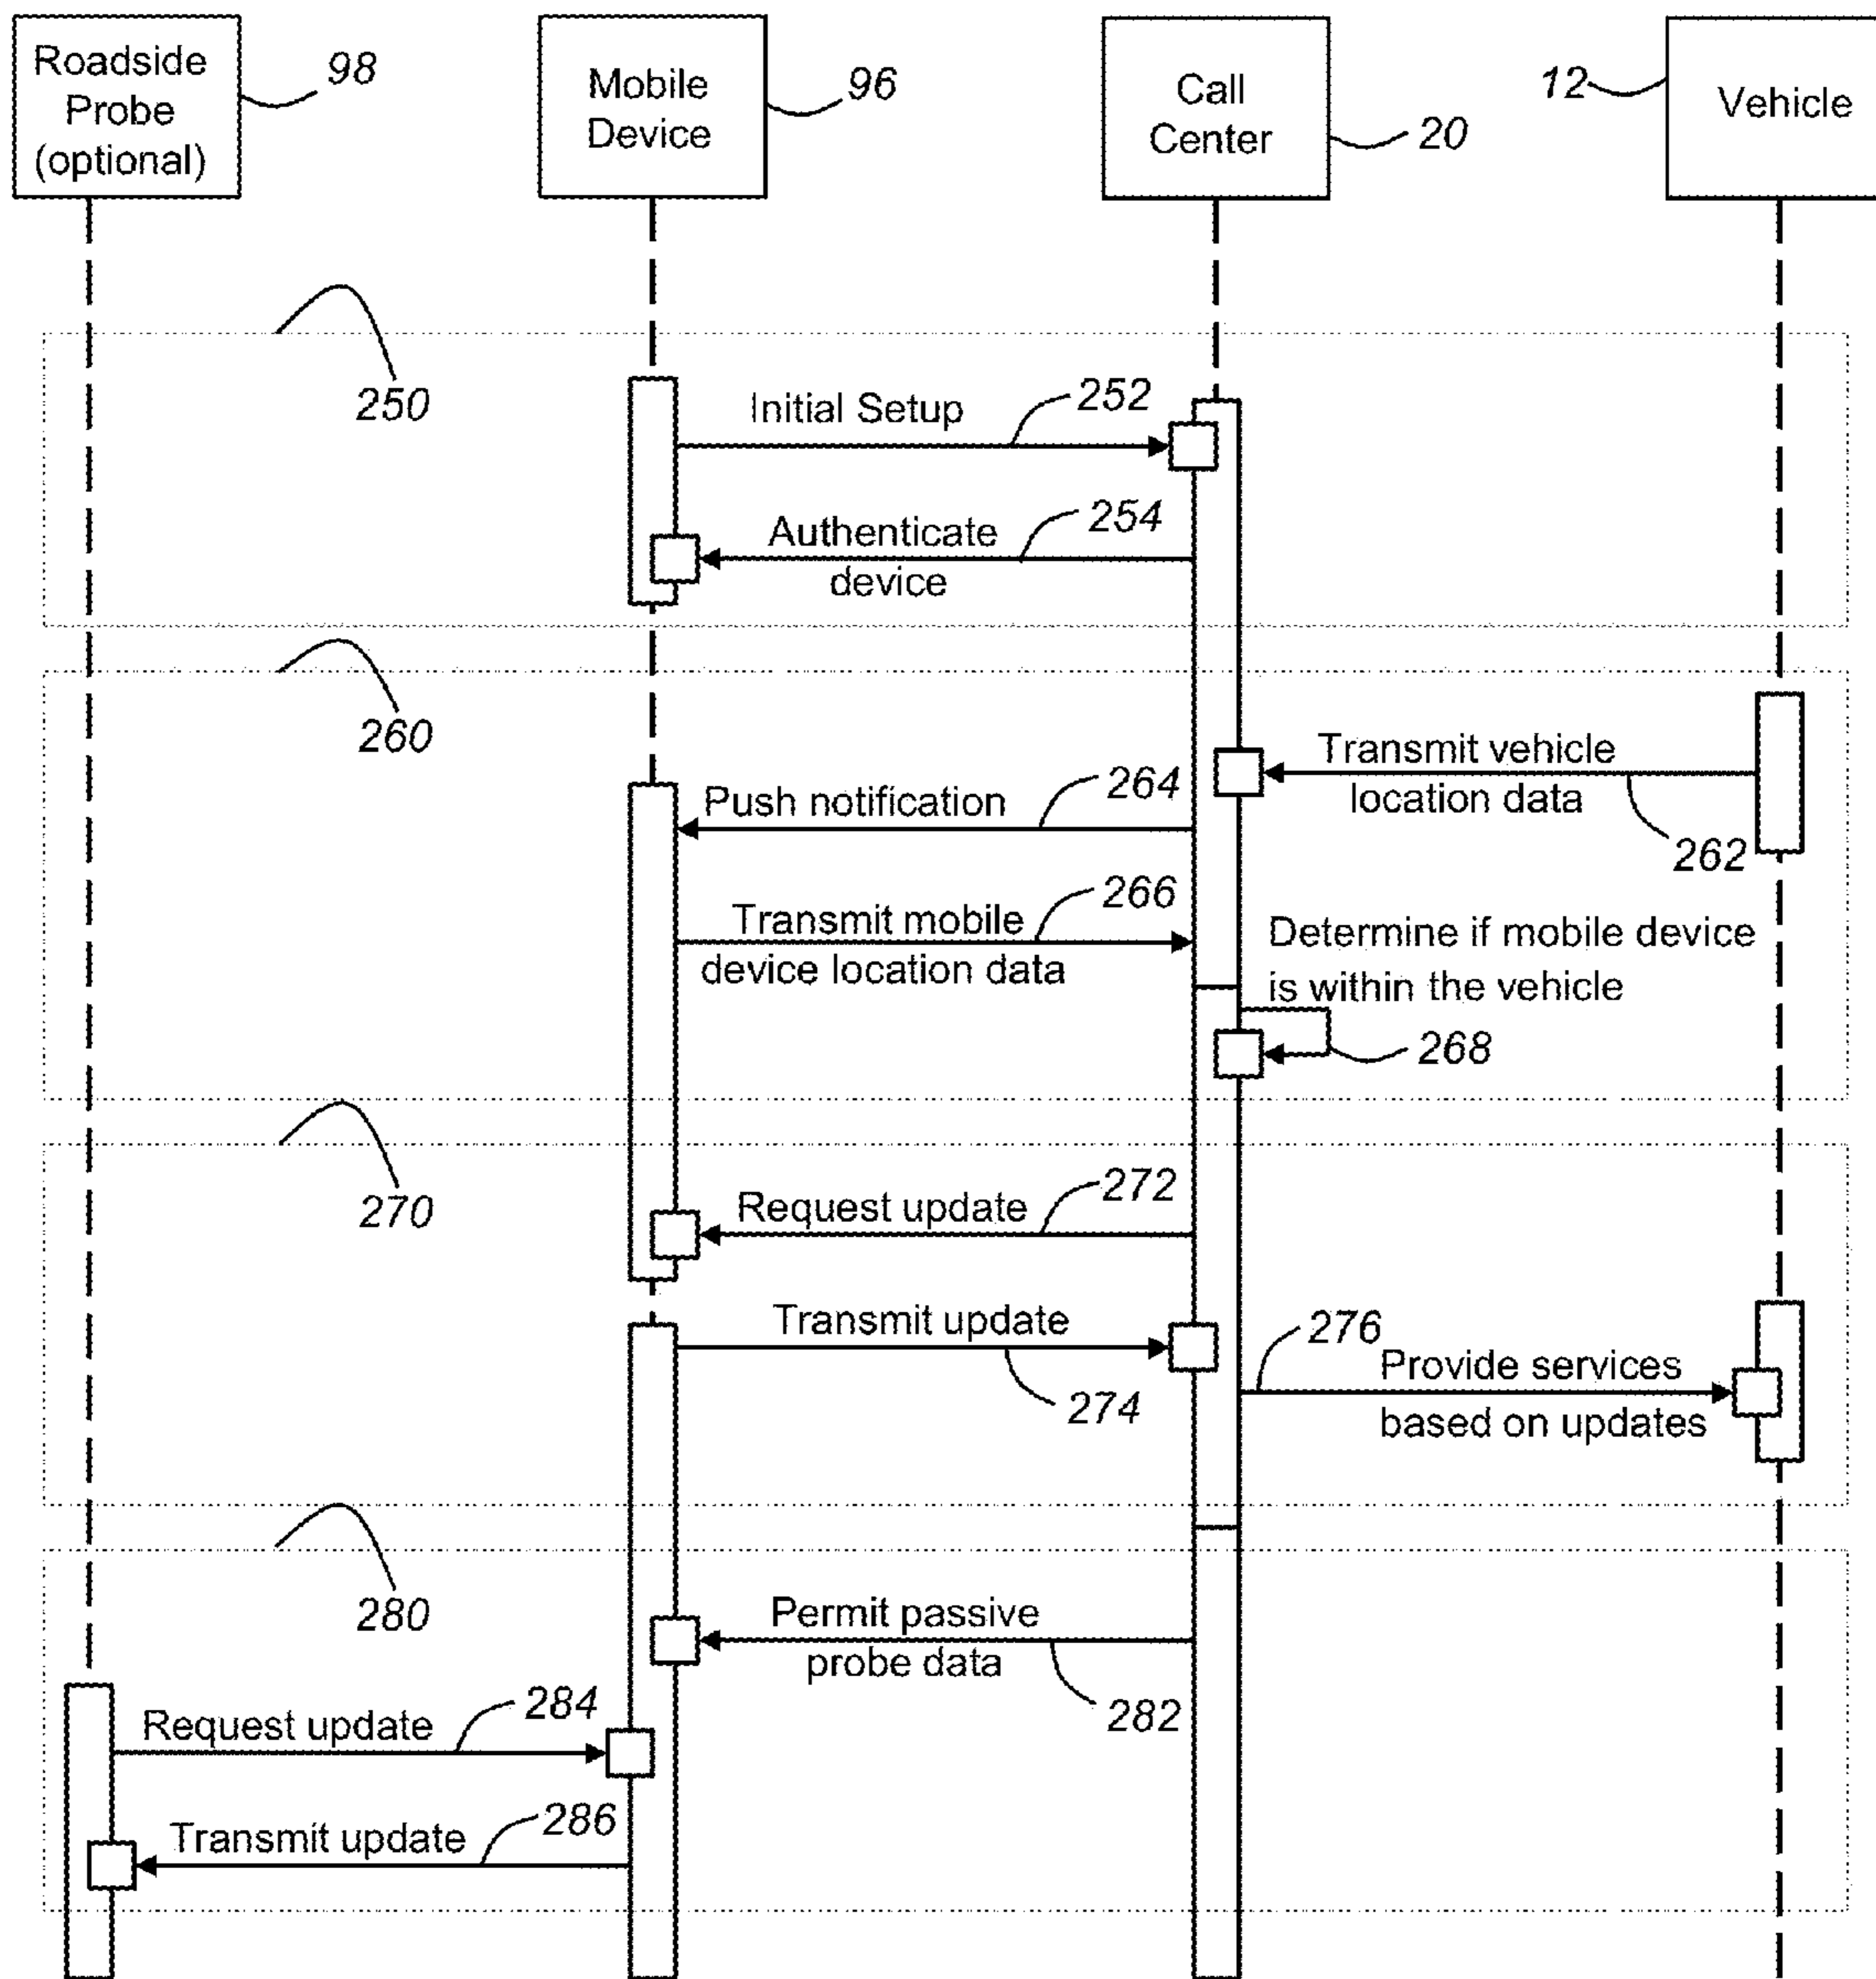 Roadside
Probe
(optional)
98
Mobile
Device
96
Call
Center
20
12
Vehicle
250
Initial Setup
252
Authenticate
device
254
260
Transmit vehicle
location data
262
Push notification
264
Transmit mobile
device location data
266
Determine if mobile device
is within the vehicle
268
270
Request update
272
Transmit update
274
276
Provide services
based on updates
280
Permit passive
probe data
282
Request update
284
Transmit update
286